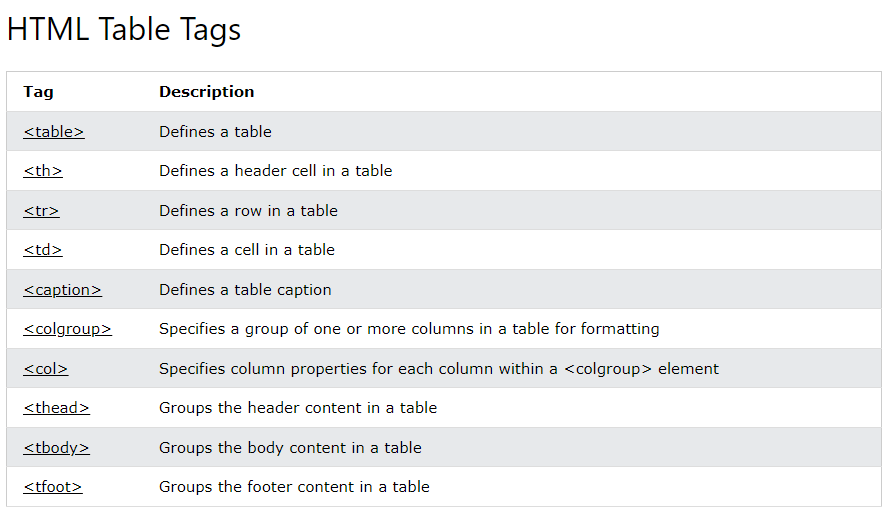 HTML Table Tags
Tag Description
<table> Defines a table
<th> Defines a header cell in a table
<tr> Defines a row in a table
<td> Defines a cell in a table
<caption> Defines a table caption
<colgroup> Specifies a group of one or more columns in a table for formatting
<col> Specifies column properties for each column within a <colgroup> element
<thead> Groups the header content in a table
<tbody> Groups the body content in a table
<tfoot> Groups the footer content in a table